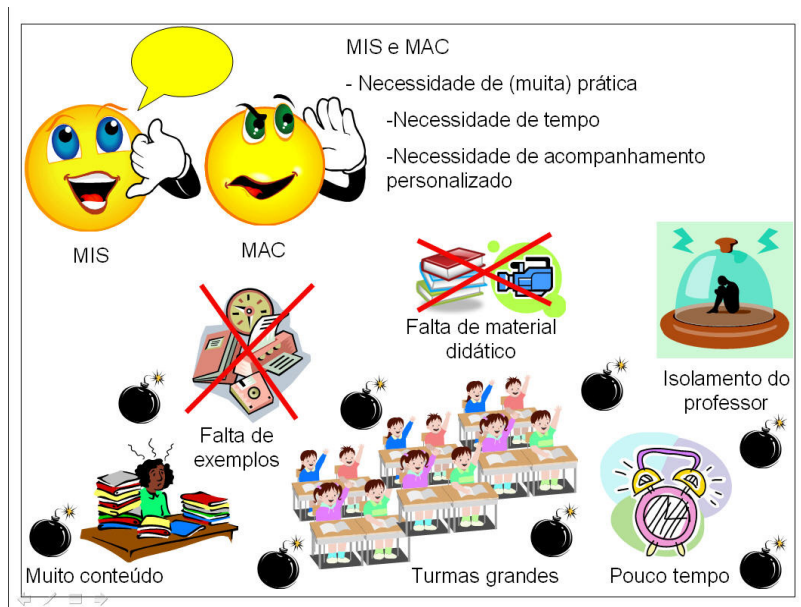 MIS e MAC
- Necessidade de (muita) prática
-Necessidade de tempo
-Necessidade de acompanhamento
personalizado
MIS
MAC
Falta de material
didático
Isolamento do
professor
Falta de
exemplos
Muito conteúdo
Turmas grandes
Pouco tempo